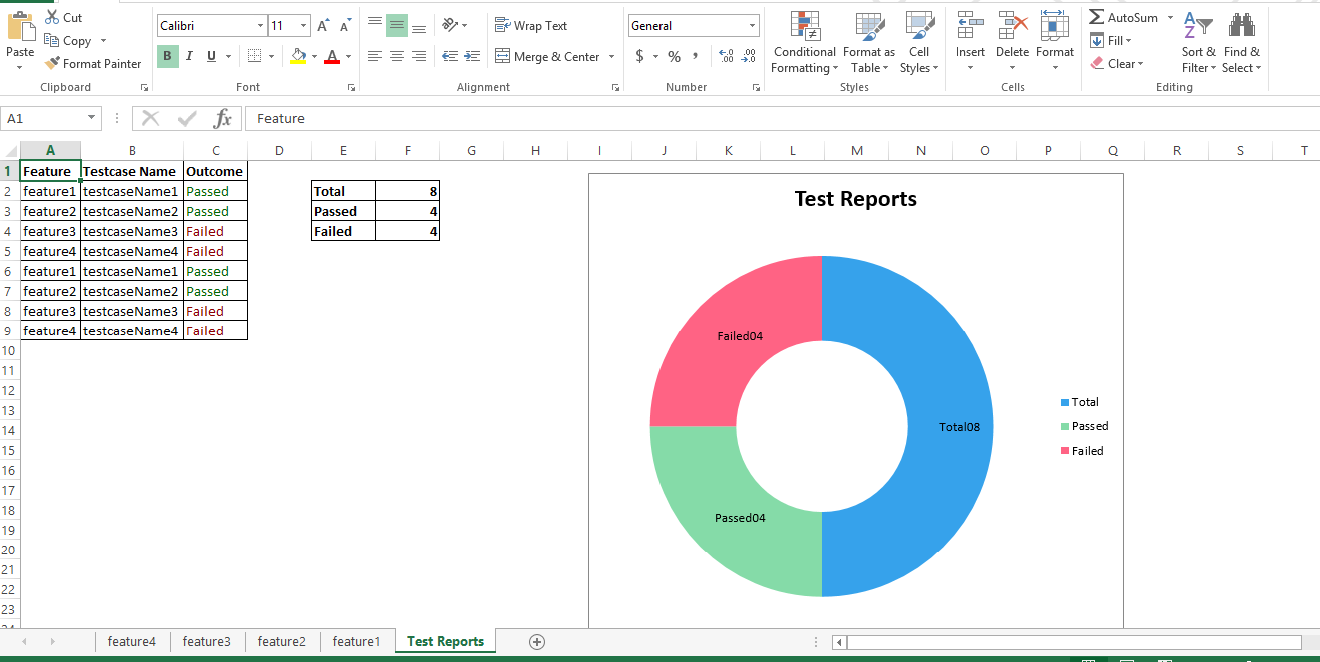 Cut
Calibri 11 A A
Wrap Text
General
AutoSum
Paste
Copy
Conditional Formatting
Format as Table
Cell Styles
Insert
Delete
Format
Fill
Sort & Filter
Find & Select
Format Painter
B I U A
Merge & Center
$ % , .0 .00 .00 .0
Clear
Clipboard
Font
Alignment
Number
Styles
Cells
Editing
A1 fx Feature
A B C D E F G H I J K L M N O P Q R S T
1 Feature Testcase Name Outcome
2 feature1 testcaseName1 Passed Total 8
3 feature2 testcaseName2 Passed Passed 4
4 feature3 testcaseName3 Failed Failed 4
5 feature4 testcaseName4 Failed
6 feature1 testcaseName1 Passed
7 feature2 testcaseName2 Passed
8 feature3 testcaseName3 Failed
9 feature4 testcaseName4 Failed
10
11
12
13
14
15
16
17
18
19
20
21
22
23
24
Test Reports
Failed04
Total08
Passed04
Total
Passed
Failed
feature4 feature3 feature2 feature1 Test Reports